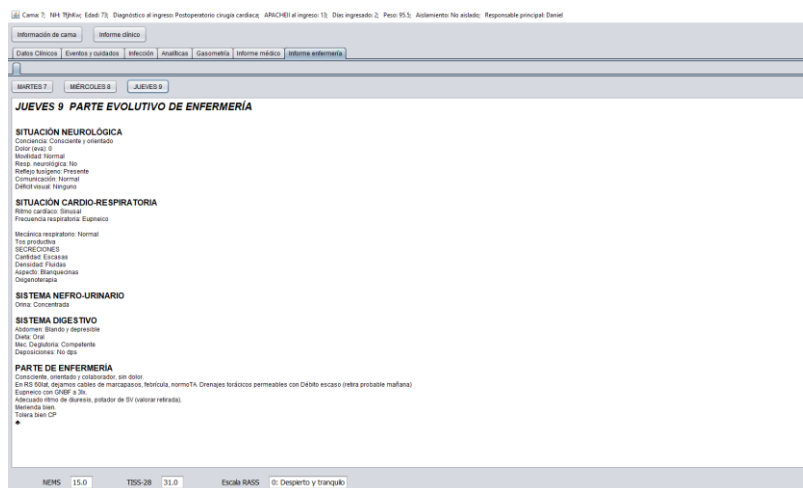 Cama: 7; NH: TfjhKw; Edad: 73; Diagnóstico al ingreso: Postoperatorio cirugía cardiaca; APACHEII al ingreso: 13; Días ingresado: 2; Peso: 95.5; Aislamiento: No aislado; Responsable principal: Daniel
Información de cama Informe clínico
Datos Clínicos Eventos y cuidados Infección Analíticas Gasometría Informe médico Informe enfermería
MARTES 7 MIÉRCOLES 8 JUEVES 9
JUEVES 9 PARTE EVOLUTIVO DE ENFERMERÍA
SITUACIÓN NEUROLÓGICA
Conciencia: Consciente y orientado
Dolor (eva): 0
Movilidad: Normal
Resp. neurológica: No
Reflejo tusígeno: Presente
Comunicación: Normal
Déficit visual: Ninguno
SITUACIÓN CARDIO-RESPIRATORIA
Ritmo cardíaco: Sinusal
Frecuencia respiratoria: Eupneico
Mecánica respiratorio: Normal
Tos productiva
SECRECIONES
Cantidad: Escasas
Densidad: Fluidas
Aspecto: Blanquecinas
Oxigenoterapia
SISTEMA NEFRO-URINARIO
Orina: Concentrada
SISTEMA DIGESTIVO
Abdomen: Blando y depresible
Dieta: Oral
Mec. Deglutoria: Competente
Deposiciones: No dps
PARTE DE ENFERMERÍA
Consciente, orientado y colaborador, sin dolor.
En RS 60lat, dejamos cables de marcapasos, febrícula, normoTA. Drenajes torácicos permeables con Débito escaso (retira probable mañana)
Eupneico con GNBF a 3lx.
Adecuado ritmo de diuresis, potador de SV (valorar retirada).
Merienda bien.
Tolera bien CP
♣
NEMS 15.0 TISS-28 31.0 Escala RASS 0: Despierto y tranquilo